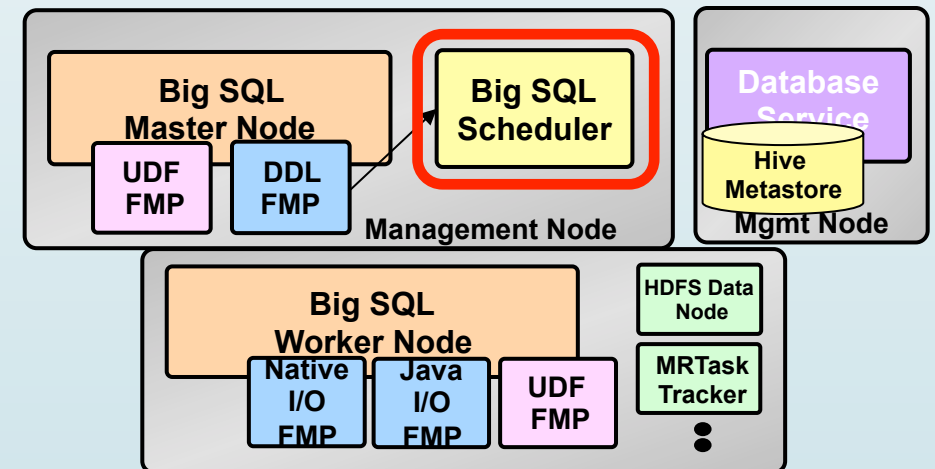 Big SQL
Master Node
UDF
FMP
DDL
FMP
Big SQL
Scheduler
Management Node
Database
Service
Hive
Metastore
Mgmt Node
Big SQL
Worker Node
Native
I/O
FMP
Java
I/O
FMP
UDF
FMP
HDFS Data
Node
MRTask
Tracker